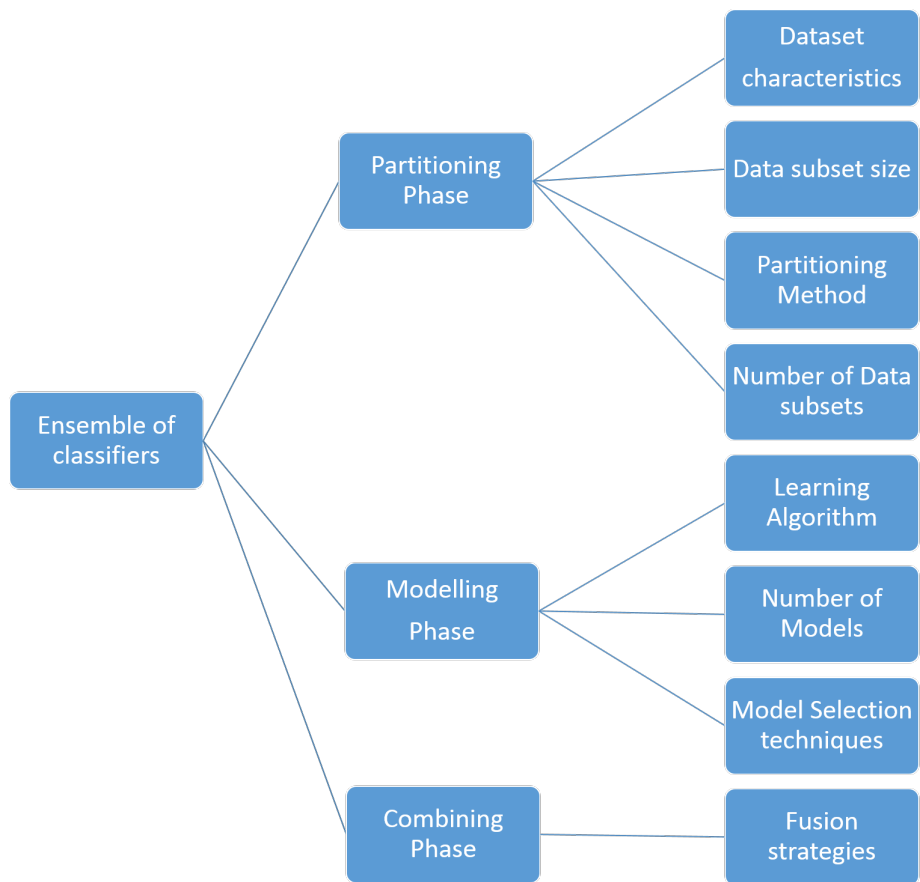 Ensemble of
classifiers
Partitioning
Phase
Dataset
characteristics
Data subset size
Partitioning
Method
Number of Data
subsets
Modelling
Phase
Learning
Algorithm
Number of
Models
Model Selection
techniques
Combining
Phase
Fusion
strategies